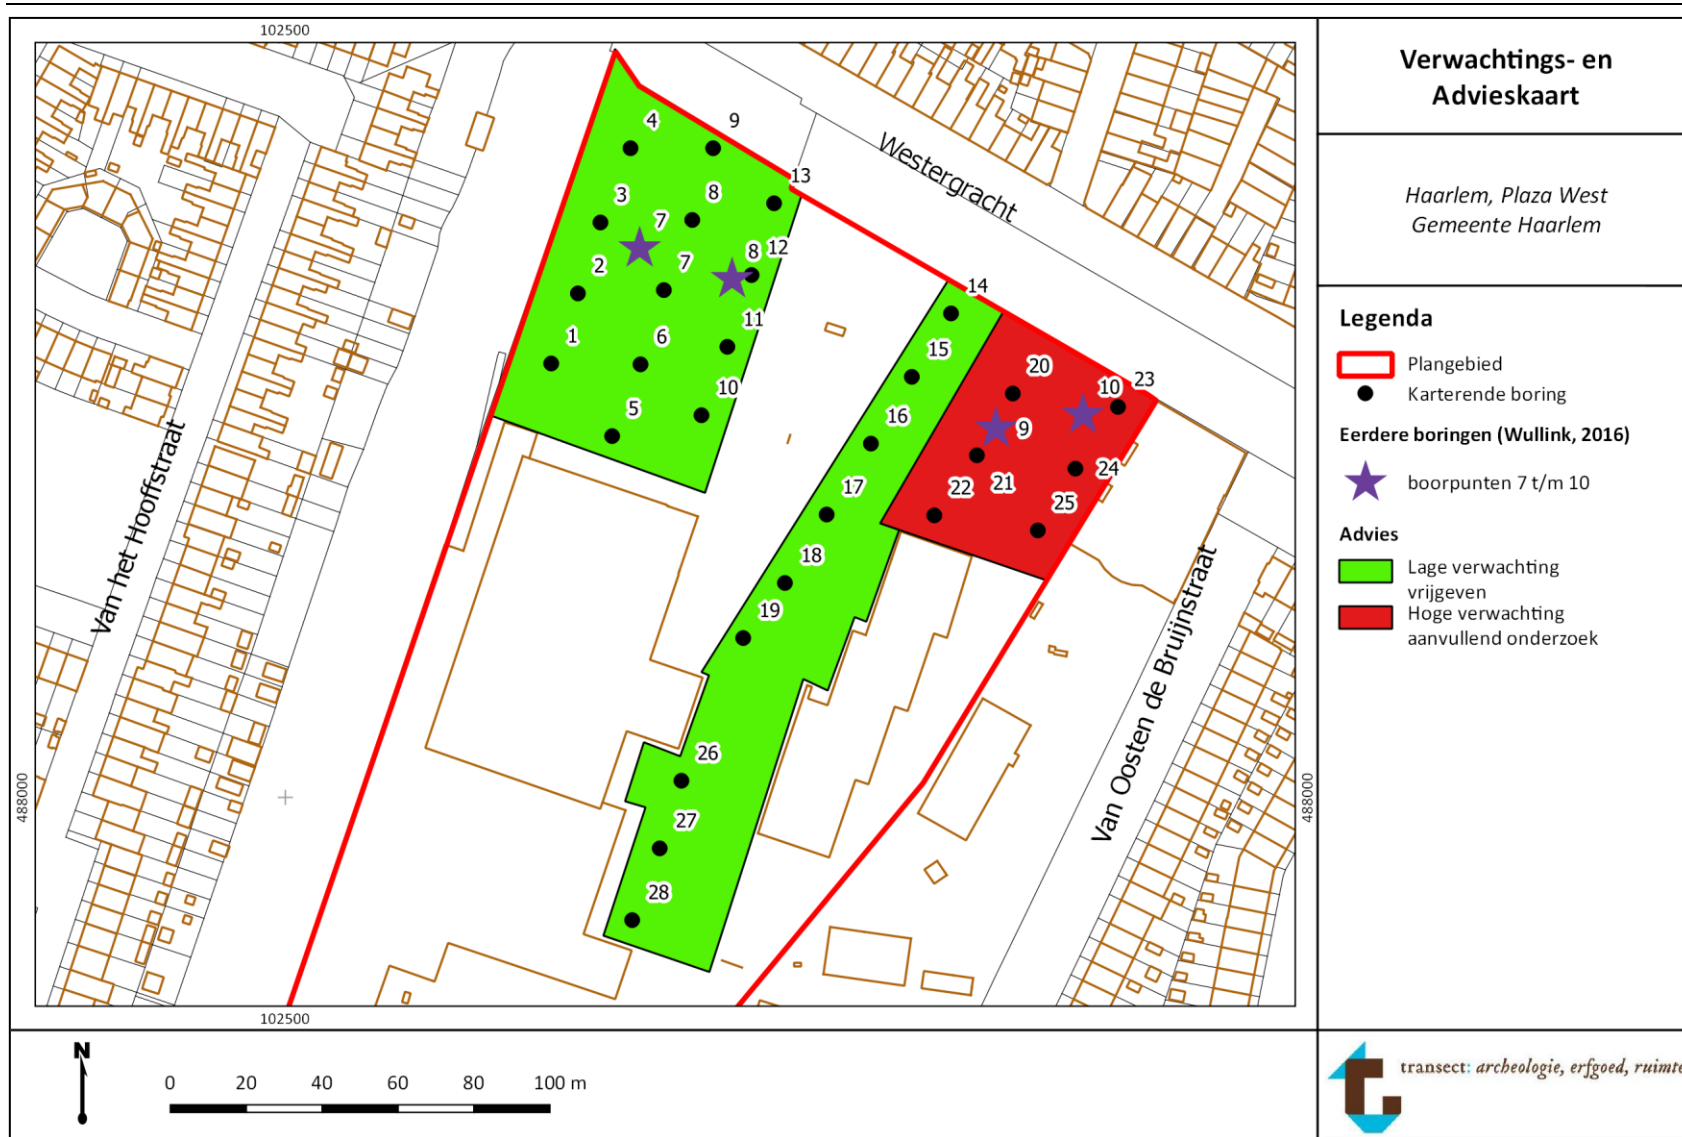 102500
Verwachtings- en
Advieskaart
Haarlem, Plaza West
Gemeente Haarlem
Legenda
Plangebied
Karterende boring
Eerdere boringen (Wullink, 2016)
boorpunten 7 t/m 10
Advies
Lage verwachting
vrijgeven
Hoge verwachting
aanvullend onderzoek
Westergracht
Van het Hooffstraat
Van Oosten de Bruijnstraat
4
9
13
3
8
7
12
8
2
7
11
1
6
10
5
14
15
20
10
23
16
9
24
22
21
25
17
18
19
26
27
28
488000
488000
102500
N
0 20 40 60 80 100 m
transect: archeologie, erfgoed, ruimte